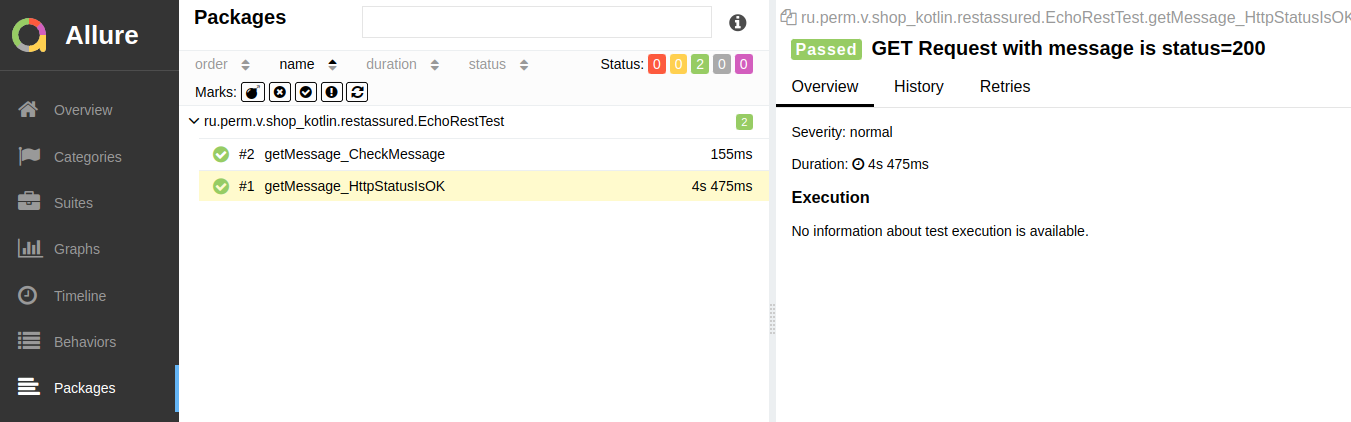 Allure
Overview
Categories
Suites
Graphs
Timeline
Behaviors
Packages
Packages
order name duration status Status: 0 0 2 0 0
Marks:
ru.perm.v.shop_kotlin.restassured.EchoRestTest 2
#2 getMessage_CheckMessage 155ms
#1 getMessage_HttpStatusIsOK 4s 475ms
ru.perm.v.shop_kotlin.restassured.EchoRestTest.getMessage_HttpStatusIsOK
Passed GET Request with message is status=200
Overview History Retries
Severity: normal
Duration: 4s 475ms
Execution
No information about test execution is available.